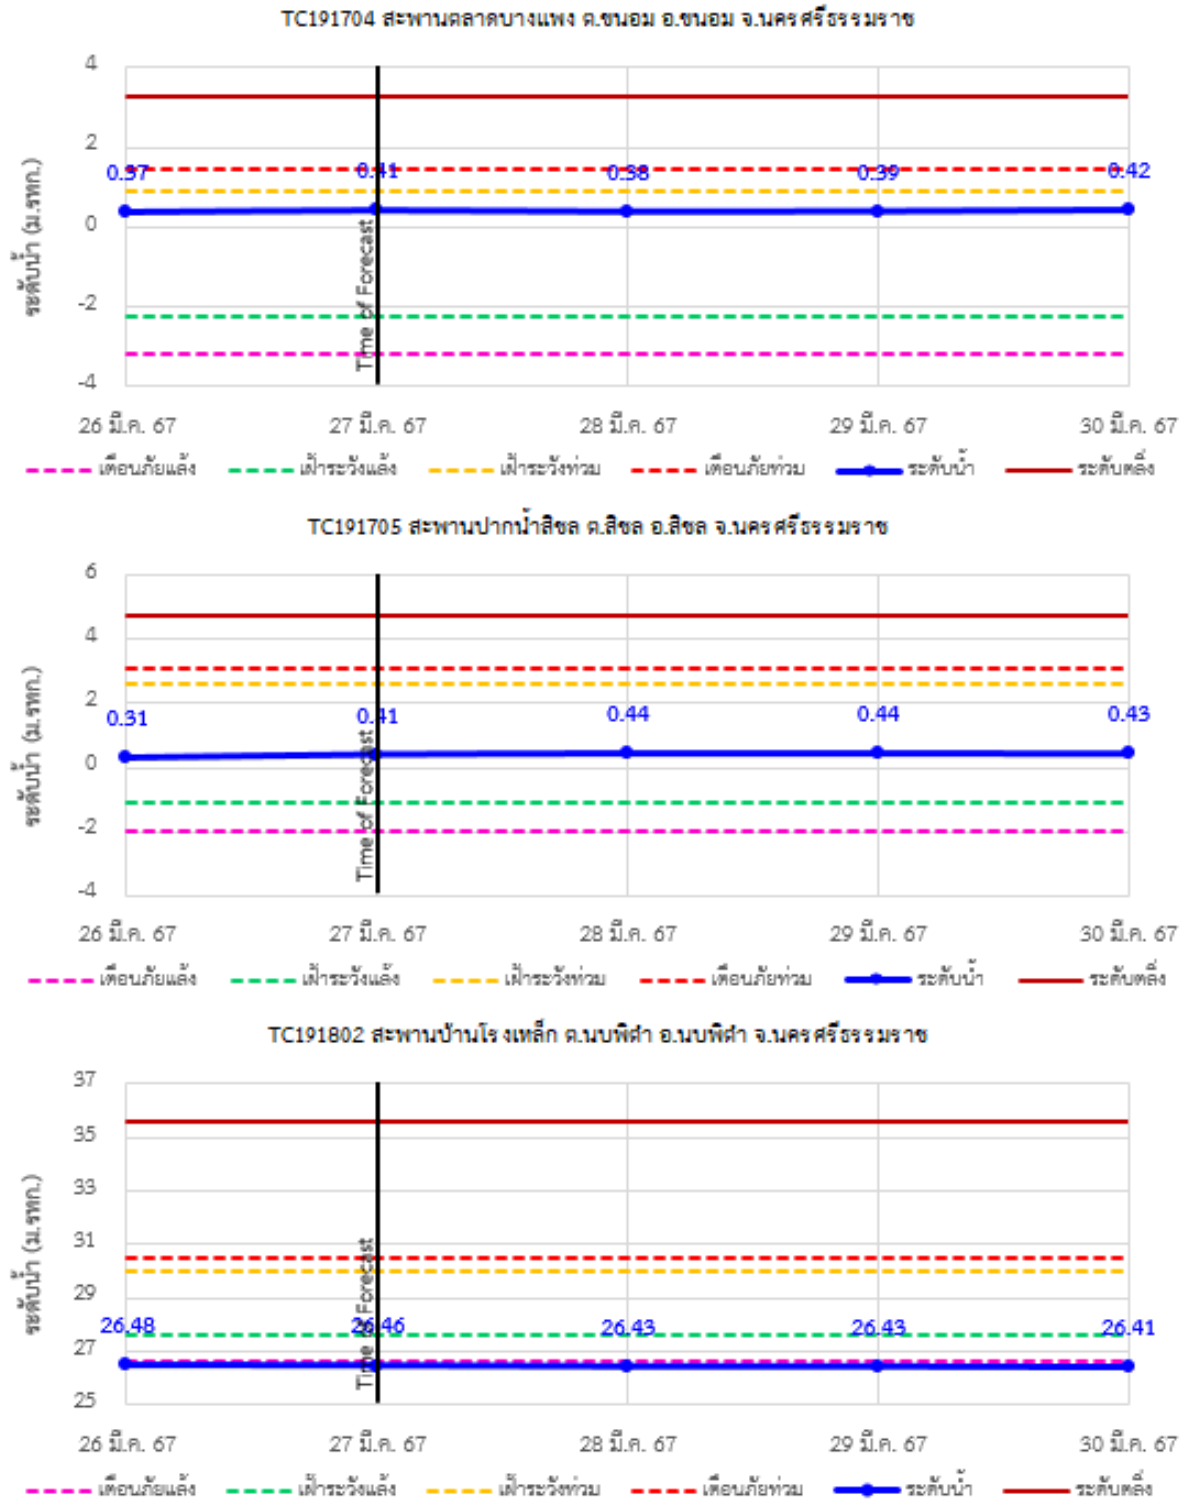 TC191704 สะพานตลาดบางแพง ต.ขนอม อ.ขนอม จ.นครศรีธรรมราช
ระดับน้ำ (ม.รทก.)
4
2
0
-2
-4
0.37 0.41 0.38 0.39 0.42
Time of Forecast
26 มี.ค. 67 27 มี.ค. 67 28 มี.ค. 67 29 มี.ค. 67 30 มี.ค. 67
เตือนภัยแล้ง เฝ้าระวังแล้ง เฝ้าระวังท่วม เตือนภัยท่วม ระดับน้ำ ระดับตลิ่ง
TC191705 สะพานปากน้ำสิชล ต.สิชล อ.สิชล จ.นครศรีธรรมราช
ระดับน้ำ (ม.รทก.)
6
4
2
0
-2
-4
0.31 0.41 0.44 0.44 0.43
Time of Forecast
26 มี.ค. 67 27 มี.ค. 67 28 มี.ค. 67 29 มี.ค. 67 30 มี.ค. 67
เตือนภัยแล้ง เฝ้าระวังแล้ง เฝ้าระวังท่วม เตือนภัยท่วม ระดับน้ำ ระดับตลิ่ง
TC191802 สะพานบ้านโรงเหล็ก ต.นบพิตำ อ.นบพิตำ จ.นครศรีธรรมราช
ระดับน้ำ (ม.รทก.)
37
35
33
31
29
27
25
26.48 26.46 26.43 26.43 26.41
Time of Forecast
26 มี.ค. 67 27 มี.ค. 67 28 มี.ค. 67 29 มี.ค. 67 30 มี.ค. 67
เตือนภัยแล้ง เฝ้าระวังแล้ง เฝ้าระวังท่วม เตือนภัยท่วม ระดับน้ำ ระดับตลิ่ง